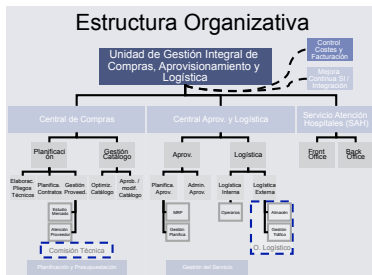 Estructura Organizativa
Unidad de Gestión Integral de
Compras, Aprovisionamiento y
Logística
Control
Costes y
Facturación
Mejora
Continua SI /
Integración
Central de Compras
Central Aprov. y Logística
Servicio Atención
Hospitales (SAH)
Planificaci
ón
Gestión
Catálogo
Aprov.
Logística
Front
Office
Back
Office
Elaborac.
Pliegos
Técnicos
Planifica.
Contratos
Gestión
Proveed.
Optimiz.
Catálogo
Aprob. /
modif.
Catálogo
Planifica.
Aprov.
Admin.
Aprov.
Logística
Interna
Logística
Externa
Estudio
Mercado
Atención
Proveedor
MRP
Gestión
Planifica.
Operarios
Almacén
Gestión
Tráfico
Comisión Técnica
O. Logístico
Planificación y Presupuestación
Gestión del Servicio